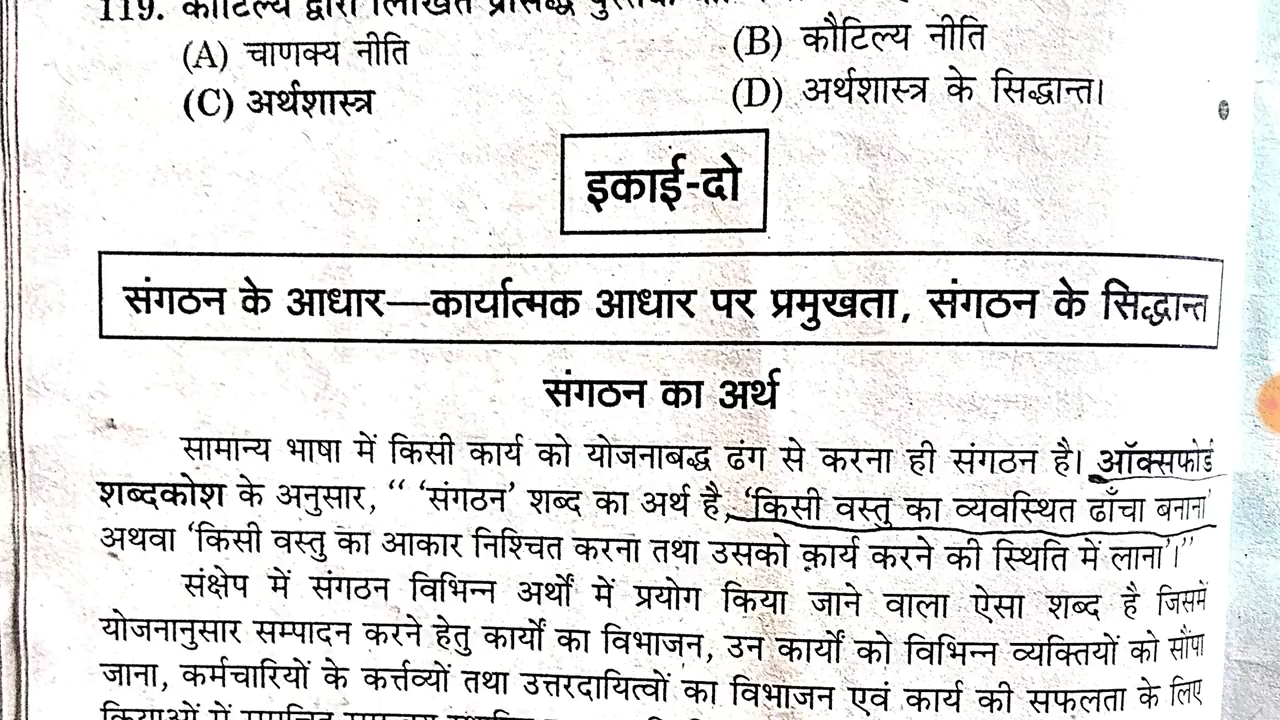 119. कौटिल्य द्वारा लिखित प्रसिद्ध पुस्तक
(A) चाणक्य नीति (B) कौटिल्य नीति
(C) अर्थशास्त्र (D) अर्थशास्त्र के सिद्धान्त।
इकाई-दो
संगठन के आधार—कार्यात्मक आधार पर प्रमुखता, संगठन के सिद्धान्त
संगठन का अर्थ
सामान्य भाषा में किसी कार्य को योजनाबद्ध ढंग से करना ही संगठन है। ऑक्सफोर्ड
शब्दकोश के अनुसार, “ ‘संगठन’ शब्द का अर्थ है, ‘किसी वस्तु का व्यवस्थित ढाँचा बनाना’
अथवा ‘किसी वस्तु का आकार निश्चित करना तथा उसको कार्य करने की स्थिति में लाना’।”
संक्षेप में संगठन विभिन्न अर्थों में प्रयोग किया जाने वाला ऐसा शब्द है जिसमें
योजनानुसार सम्पादन करने हेतु कार्यों का विभाजन, उन कार्यों को विभिन्न व्यक्तियों को सौंपा
जाना, कर्मचारियों के कर्त्तव्यों तथा उत्तरदायित्वों का विभाजन एवं कार्य की सफलता के लिए
क्रियाओं में